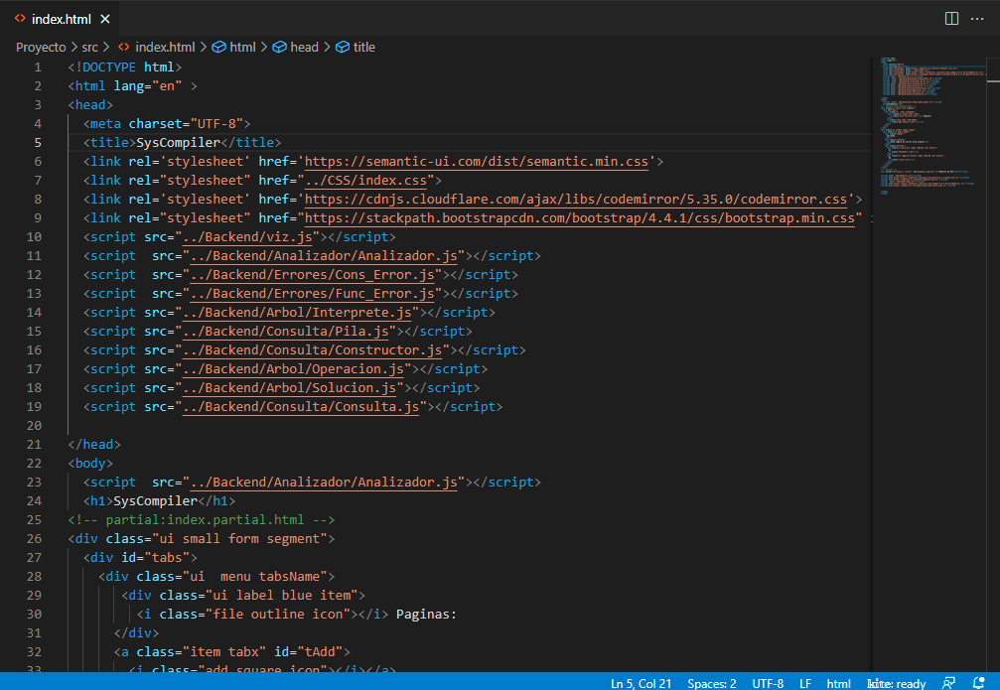 index.html
Proyecto > src > index.html > html > head > title
1 <!DOCTYPE html>
2 <html lang="en" >
3 <head>
4 <meta charset="UTF-8">
5 <title>SysCompiler</title>
6 <link rel='stylesheet' href='https://semantic-ui.com/dist/semantic.min.css'>
7 <link rel="stylesheet" href="../CSS/index.css">
8 <link rel='stylesheet' href='https://cdnjs.cloudflare.com/ajax/libs/codemirror/5.35.0/codemirror.css'>
9 <link rel="stylesheet" href="https://stackpath.bootstrapcdn.com/bootstrap/4.4.1/css/bootstrap.min.css"
10 <script src="../Backend/viz.js"></script>
11 <script  src="../Backend/Analizador/Analizador.js"></script>
12 <script  src="../Backend/Errores/Cons_Error.js"></script>
13 <script  src="../Backend/Errores/Func_Error.js"></script>
14 <script src="../Backend/Arbol/Interprete.js"></script>
15 <script src="../Backend/Consulta/Pila.js"></script>
16 <script src="../Backend/Consulta/Constructor.js"></script>
17 <script src="../Backend/Arbol/Operacion.js"></script>
18 <script src="../Backend/Arbol/Solucion.js"></script>
19 <script src="../Backend/Consulta/Consulta.js"></script>
20
21 </head>
22 <body>
23 <script  src="../Backend/Analizador/Analizador.js"></script>
24 <h1>SysCompiler</h1>
25 <!-- partial:index.partial.html -->
26 <div class="ui small form segment">
27 <div id="tabs">
28 <div class="ui  menu tabsName">
29 <div class="ui label blue item">
30 <i class="file outline icon"></i> Paginas:
31 </div>
32 <a class="item tabx" id="tAdd">
33 <i class="add square icon"></i></a>
Ln 5, Col 21 Spaces: 2 UTF-8 LF html kite: ready